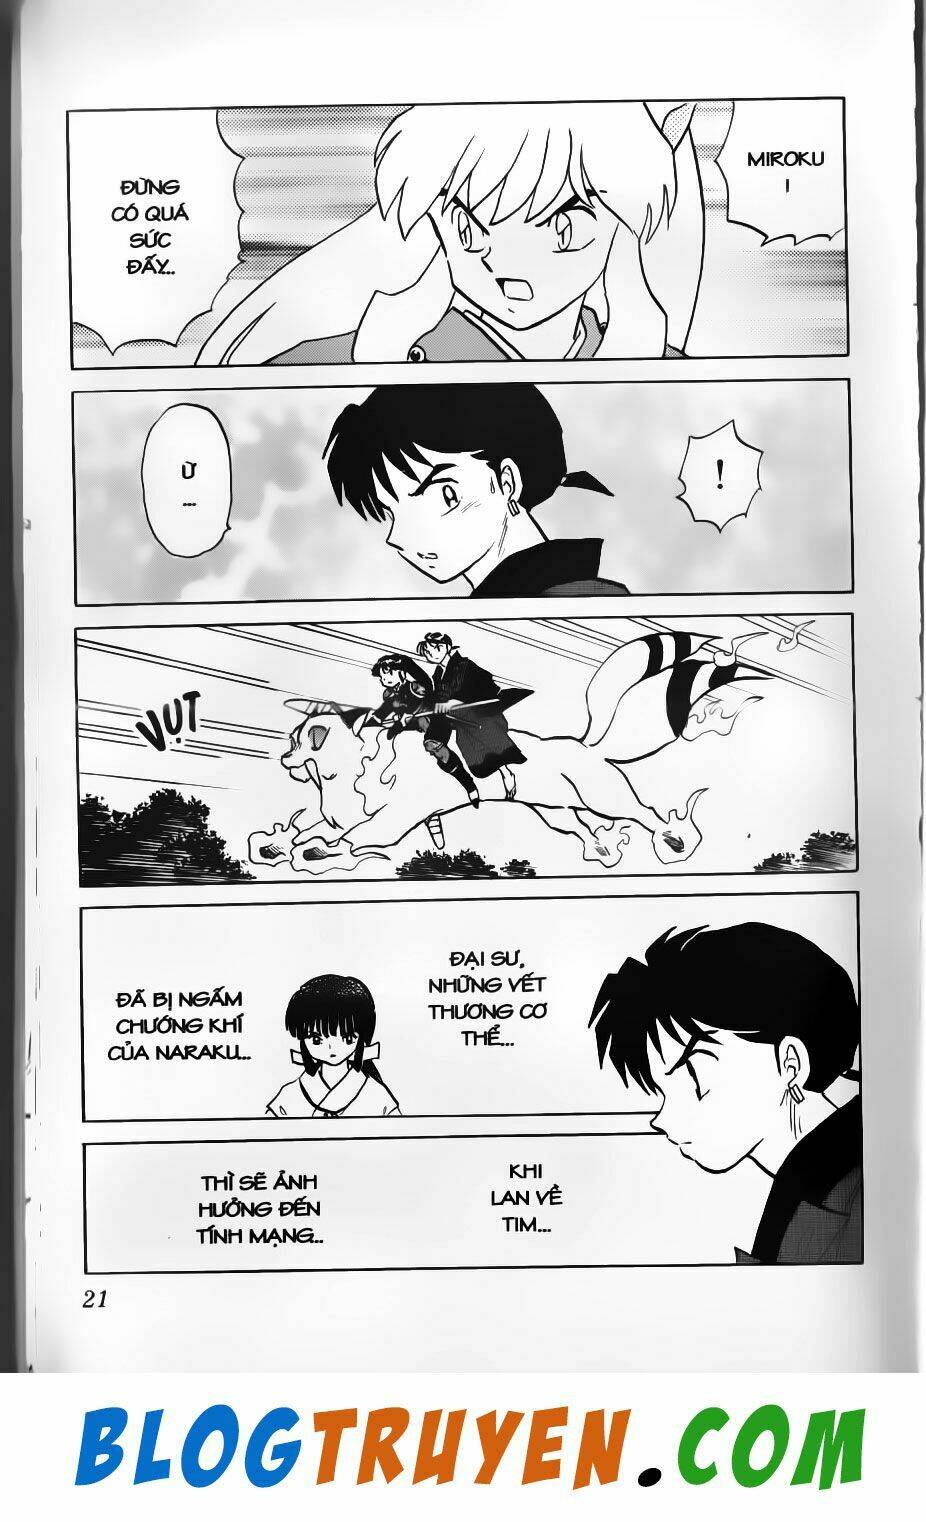 MIROKU
!
ĐỪNG
CÓ QUÁ
SỨC
ĐẤY...
!
Ừ
....
VỤT
ĐẠI SƯ,
NHỮNG VẾT
THƯƠNG CƠ
THỂ...
ĐÃ BỊ NGẤM
CHƯỚNG KHÍ
CỦA NARAKU...
KHI
LAN VỀ
TIM...
THÌ SẼ ẢNH
HƯỞNG ĐẾN
TÍNH MẠNG...
21
BLOGTRUYEN.COM